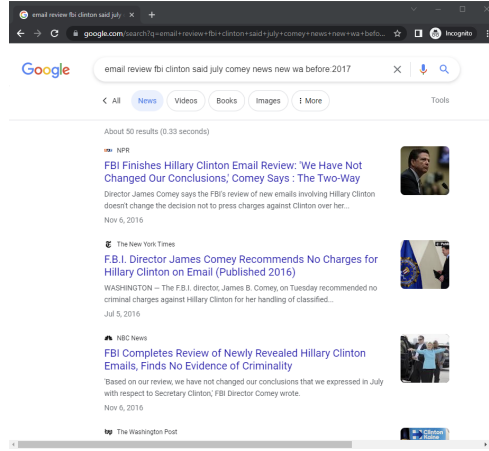 email review fbi clinton said july
google.com/search?q=email+review+fbi+clinton+said+july+comey+news+new+wa+befo...
Incognito
Google
email review fbi clinton said july comey news new wa before:2017
All
News
Videos
Books
Images
More
Tools
About 50 results (0.33 seconds)
npr NPR
FBI Finishes Hillary Clinton Email Review: 'We Have Not
Changed Our Conclusions,' Comey Says : The Two-Way
Director James Comey says the FBI's review of new emails involving Hillary Clinton
doesn't change the decision not to press charges against Clinton over her...
Nov 6, 2016
The New York Times
F.B.I. Director James Comey Recommends No Charges for
Hillary Clinton on Email (Published 2016)
WASHINGTON — The F.B.I. director, James B. Comey, on Tuesday recommended no
criminal charges against Hillary Clinton for her handling of classified...
Jul 5, 2016
NBC News
FBI Completes Review of Newly Revealed Hillary Clinton
Emails, Finds No Evidence of Criminality
'Based on our review, we have not changed our conclusions that we expressed in July
with respect to Secretary Clinton,' FBI Director Comey wrote.
Nov 6, 2016
wp The Washington Post
Clinton
Kaine